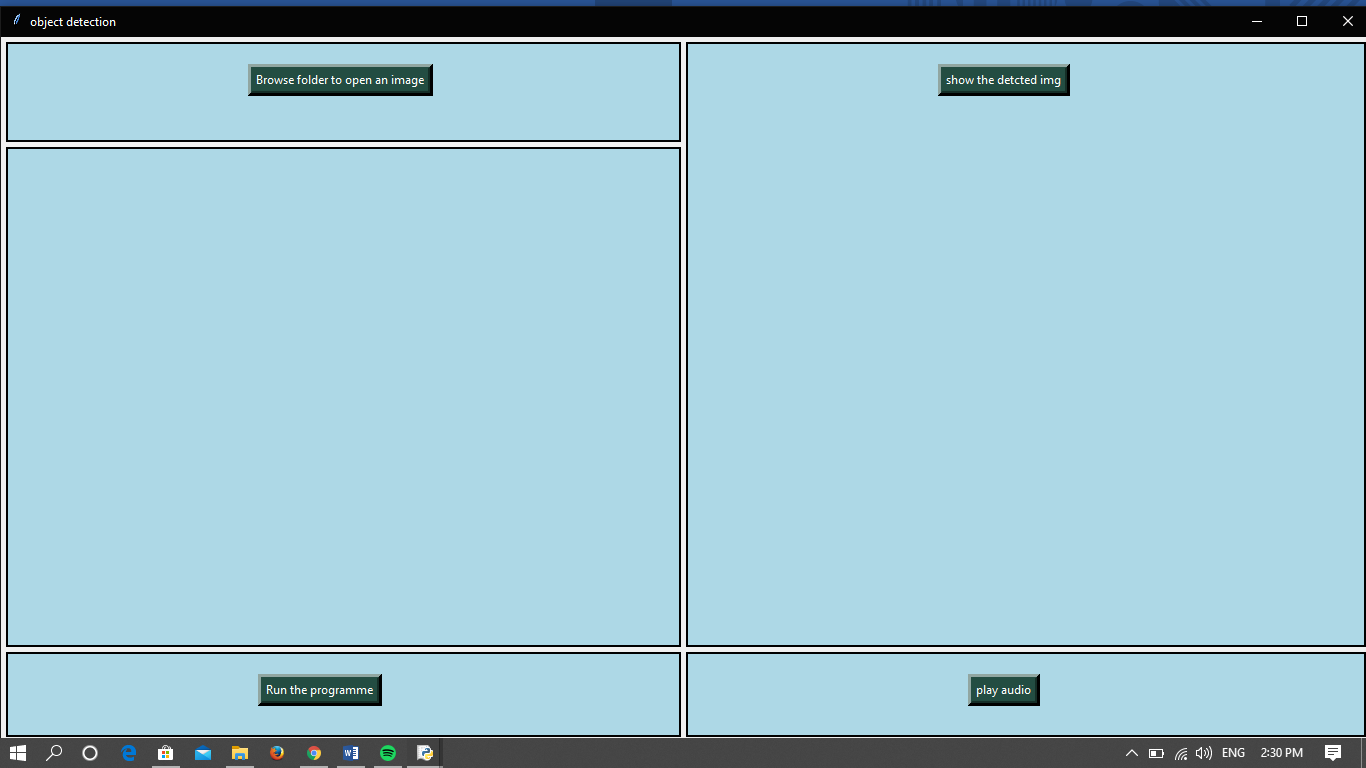 object detection
Browse folder to open an image
show the detcted img
Run the programme
play audio
ENG
2:30 PM